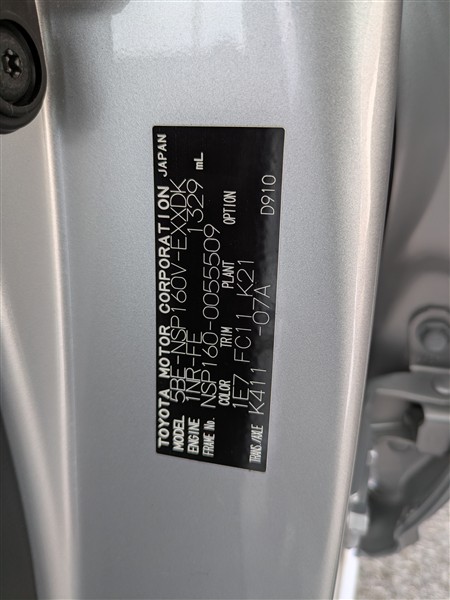 TOYOTA MOTOR CORPORATION JAPAN
MODEL 5BE-NSP160V-EXXDK
ENGINE 1NR-FE 1329 mL
FRAME No. NSP160-0055509
COLOR TRIM PLANT OPTION
1E7 FC11 K21
TRANS/AXLE K411 -07A D910